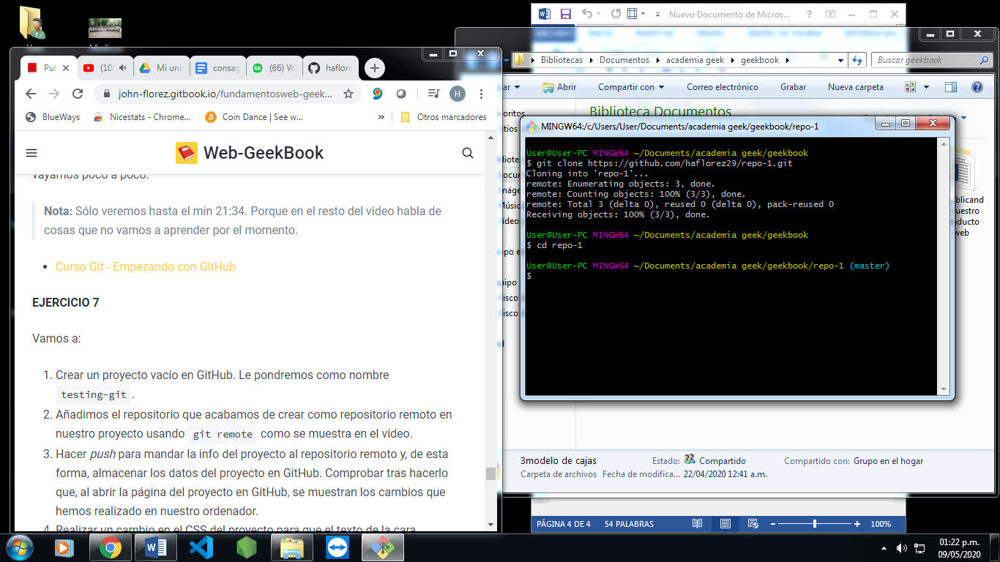 Nuevo Documento de Micros...
Pul
(10
Mi unic
consag
(66) W
haflore
john-florez.gitbook.io/fundamentosweb-geek...
H
BlueWays
Nicestats - Chrome...
Coin Dance | See w...
»
Otros marcadores
Web-GeekBook
vayamos poco a poco.
Nota: Sólo veremos hasta el min 21:34. Porque en el resto del video habla de
cosas que no vamos a aprender por el momento.
• Curso Git - Empezando con GitHub
EJERCICIO 7
Vamos a:
1. Crear un proyecto vacío en GitHub. Le pondremos como nombre
testing-git .
2. Añadimos el repositorio que acabamos de crear como repositorio remoto en
nuestro proyecto usando git remote como se muestra en el video.
3. Hacer push para mandar la info del proyecto al repositorio remoto y, de esta
forma, almacenar los datos del proyecto en GitHub. Comprobar tras hacerlo
que, al abrir la página del proyecto en GitHub, se muestran los cambios que
hemos realizado en nuestro ordenador.
4. Realizar un cambio en el CSS del proyecto para que el texto de la cara
Bibliotecas
Documentos
academia geek
geekbook
Buscar geekbook
ar
Abrir
Compartir con
Correo electrónico
Grabar
Nueva carpeta
Biblioteca Documentos
MINGW64:/c/Users/User/Documents/academia geek/geekbook/repo-1
User@User-PC MINGW64 ~/Documents/academia geek/geekbook
$ git clone https://github.com/haflorez29/repo-1.git
Cloning into 'repo-1'...
remote: Enumerating objects: 3, done.
remote: Counting objects: 100% (3/3), done.
remote: Total 3 (delta 0), reused 0 (delta 0), pack-reused 0
Receiving objects: 100% (3/3), done.
User@User-PC MINGW64 ~/Documents/academia geek/geekbook
$ cd repo-1
User@User-PC MINGW64 ~/Documents/academia geek/geekbook/repo-1 (master)
$
blicand
uestro
oducto
web
3modelo de cajas
Estado:
Compartido
Compartido con: Grupo en el hogar
Carpeta de archivos
Fecha de modifica... 22/04/2020 12:41 a.m.
PÁGINA 4 DE 4
54 PALABRAS
100%
01:22 p.m.
09/05/2020